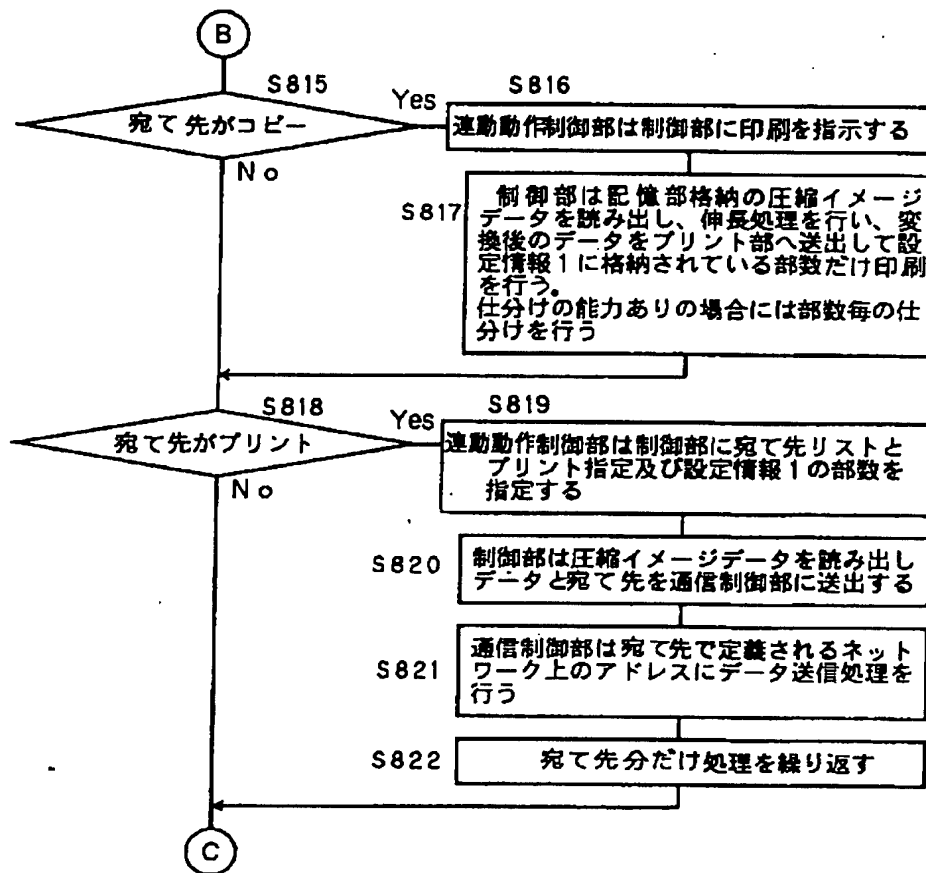 B
S815
宛て先がコピー
Yes
No
S816
連動動作制御部は制御部に印刷を指示する
S817
制御部は記憶部格納の圧縮イメージ
データを読み出し、伸長処理を行い、変
換後のデータをプリント部へ送出して設
定情報1に格納されている部数だけ印刷
を行う。
仕分けの能力ありの場合には部数毎の仕
分けを行う
S818
宛て先がプリント
Yes
No
S819
連動動作制御部は制御部に宛て先リストと
プリント指定及び設定情報1の部数を
指定する
S820
制御部は圧縮イメージデータを読み出し
データと宛て先を通信制御部に送出する
S821
通信制御部は宛て先で定義されるネット
ワーク上のアドレスにデータ送信処理を
行う
S822
宛て先分だけ処理を繰り返す
C